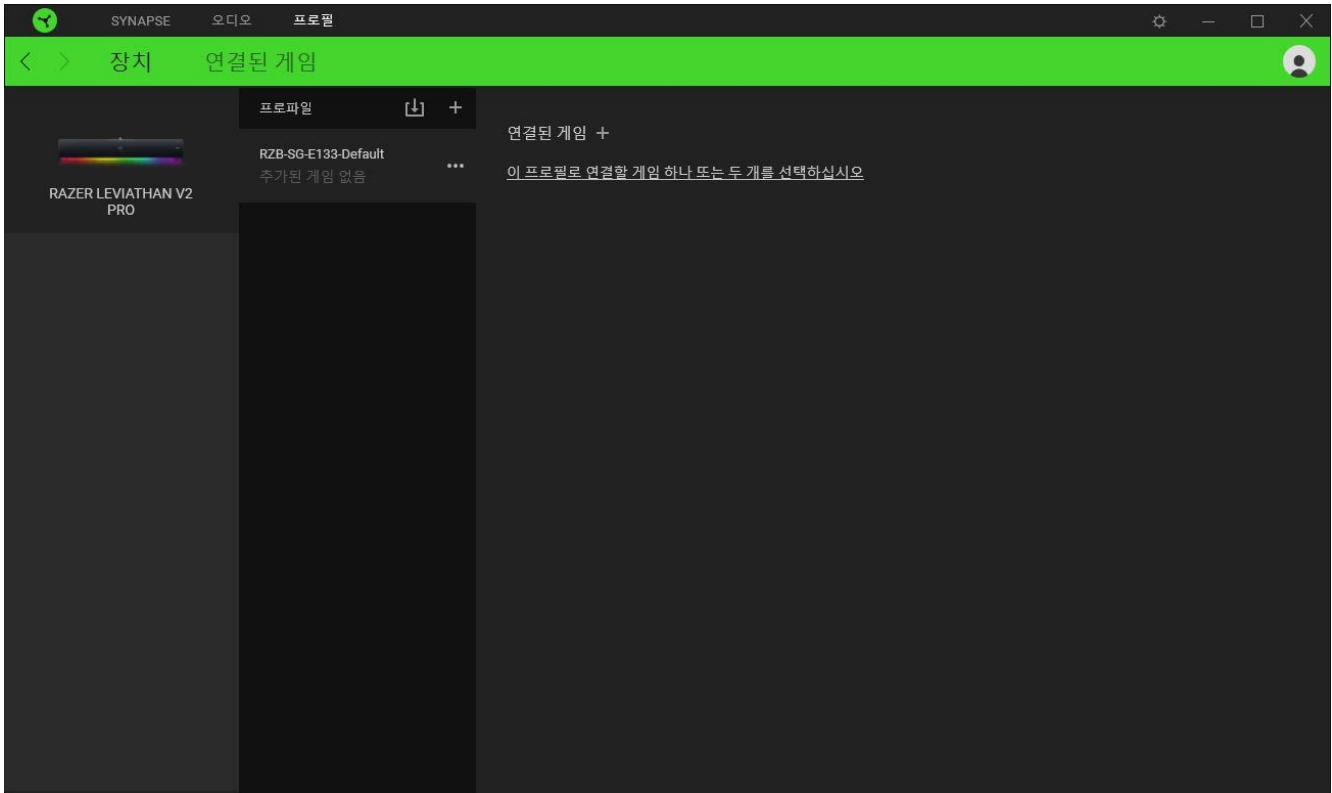 SYNAPSE 오디오 프로필
장치 연결된 게임
RAZER LEVIATHAN V2
PRO
프로파일
RZB-SG-E133-Default
추가된 게임 없음
연결된 게임
이 프로필로 연결할 게임 하나 또는 두 개를 선택하십시오